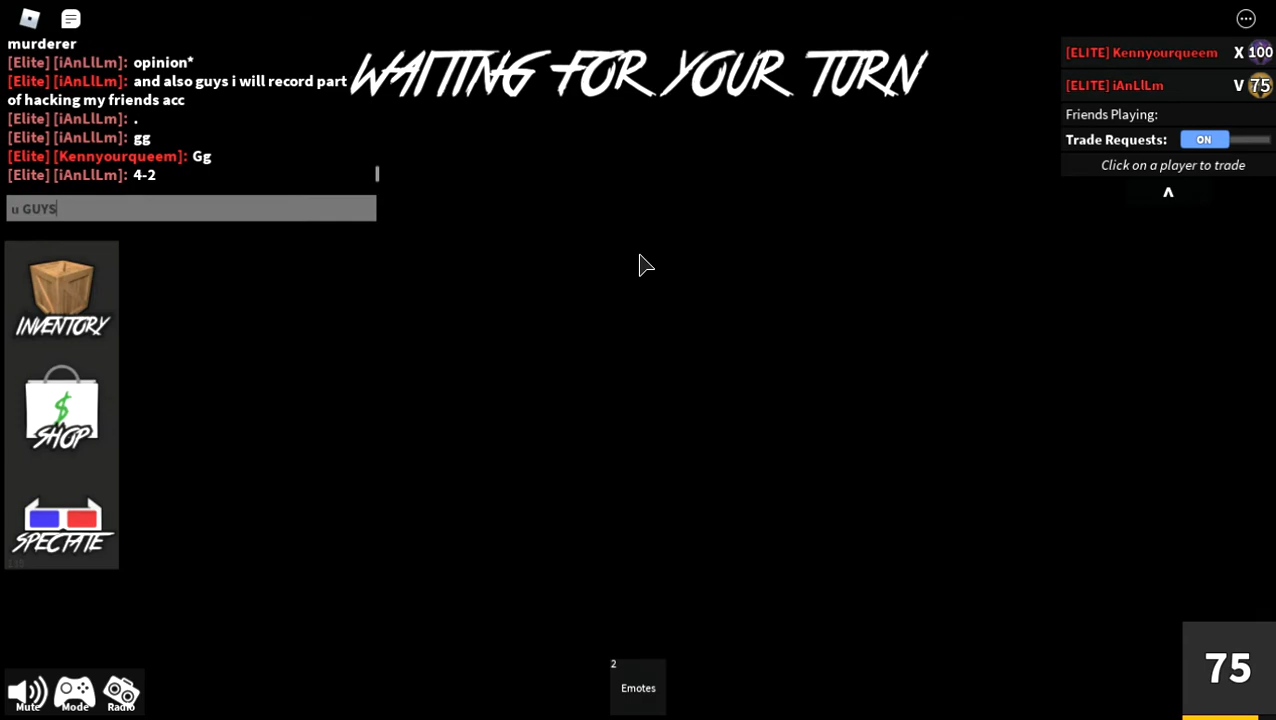 murderer
[Elite] [iAnLlLm]: opinion*
[Elite] [iAnLlLm]: and also guys i will record part
of hacking my friends acc
[Elite] [iAnLlLm]: .
[Elite] [iAnLlLm]: gg
[Elite] [Kennyourqueem]: Gg
[Elite] [iAnLlLm]: 4-2
u GUYS
WAITING FOR YOUR TURN
[ELITE] Kennyourqueem X 100
[ELITE] iAnLlLm V 75
Friends Playing:
Trade Requests: ON
Click on a player to trade
INVENTORY
$
SHOP
SPECTATE
Mute
Mode
Radio
2
Emotes
75